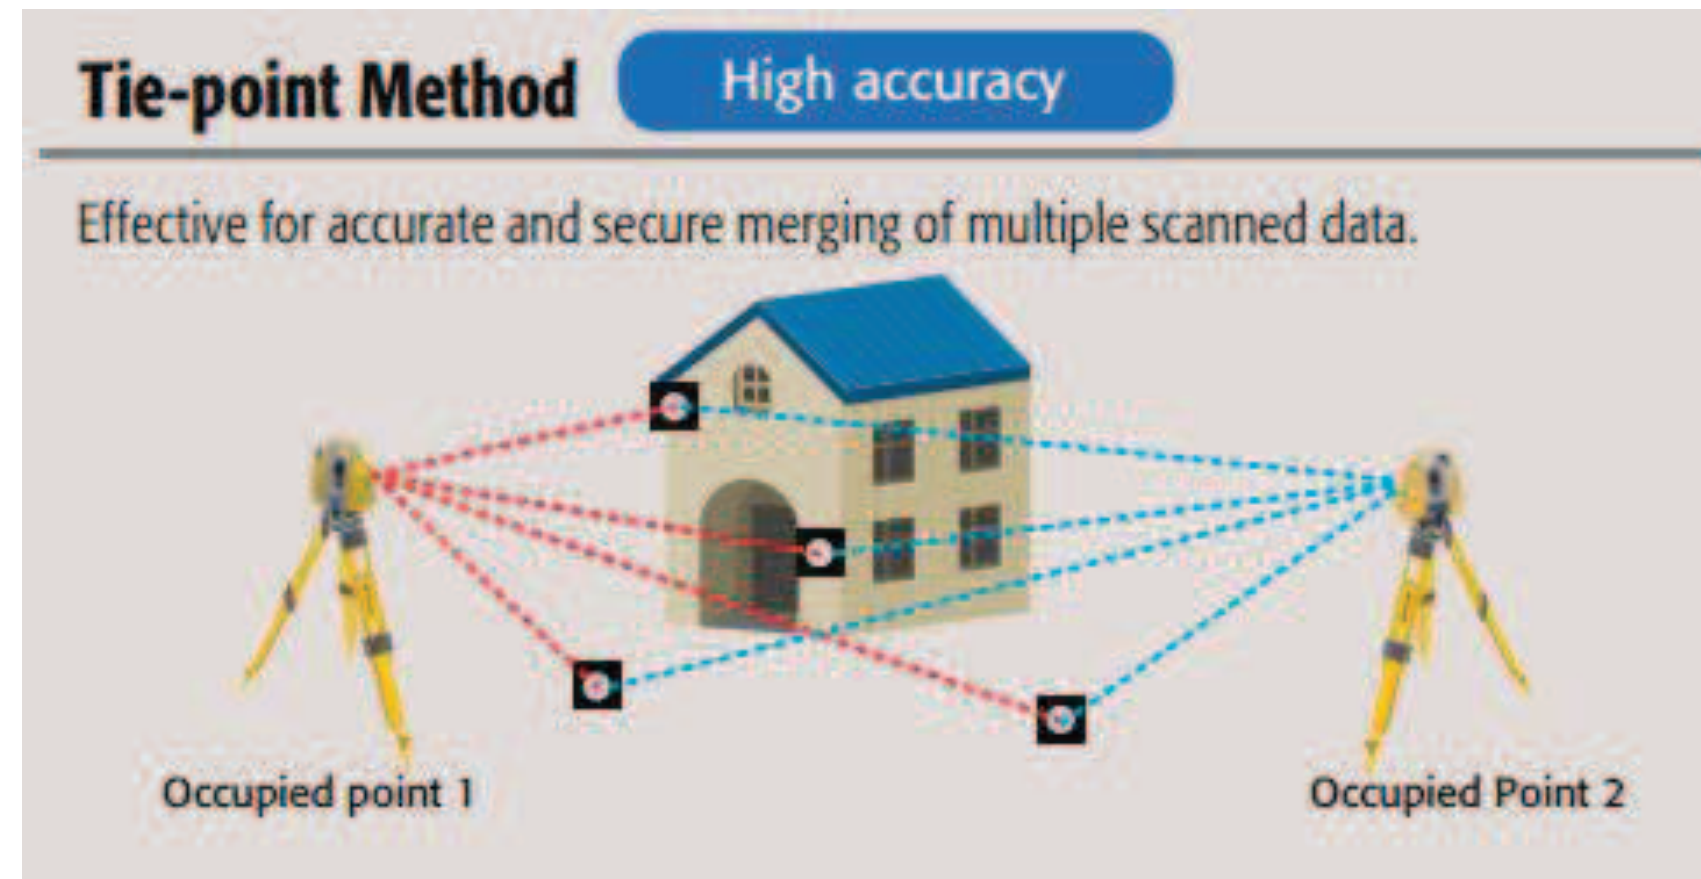 Tie-point Method High accuracy
Effective for accurate and secure merging of multiple scanned data.
Occupied point 1 Occupied Point 2